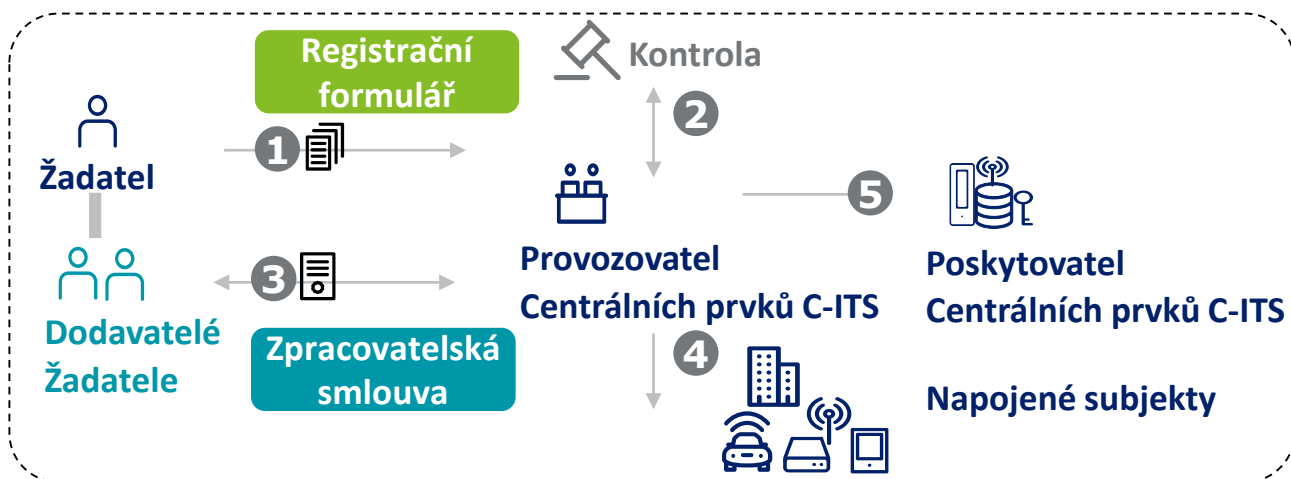 Registrační
formulář
Kontrola
2
1
Žadatel
5
3
Provozovatel
Centrálních prvků C-ITS
Poskytovatel
Centrálních prvků C-ITS
Dodavatelé
Žadatele
Zpracovatelská
smlouva
4
Napojené subjekty